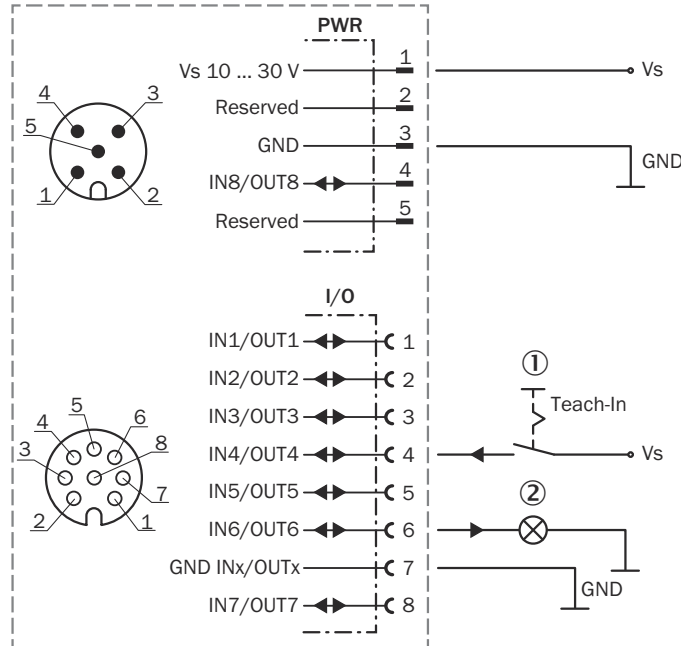 PWR
Vs 10 ... 30 V 1 Vs
Reserved 2
GND 3 GND
IN8/OUT8 4
Reserved 5
4 3
5
1 2
I/O
IN1/OUT1 1
IN2/OUT2 2
IN3/OUT3 3
IN4/OUT4 4 Vs
IN5/OUT5 5
IN6/OUT6 6
GND INx/OUTx 7 GND
IN7/OUT7 8
① Teach-In
②
5
4 6
3 8
7
2 1